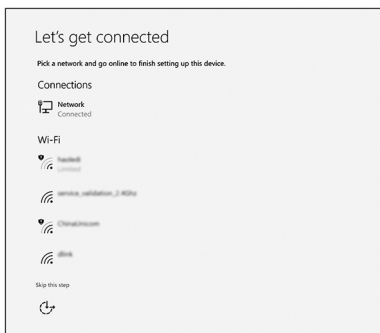 Let's get connected
Pick a network and go online to finish setting up this device.
Connections
Network
Connected
Wi-Fi
Limited
service_validation_2.4Ghz
ChinaUnicom
dlink
Skip this step